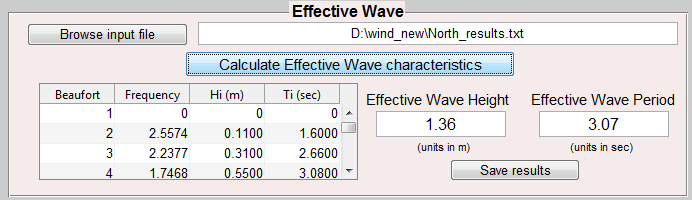 Effective Wave
Browse input file D:\wind_new\North_results.txt
Calculate Effective Wave characteristics
Beaufort Frequency Hi (m) Ti (sec)
1 0 0 0
2 2.5574 0.1100 1.6000
3 2.2377 0.3100 2.6600
4 1.7468 0.5500 3.0800
Effective Wave Height Effective Wave Period
1.36 3.07
(units in m) (units in sec)
Save results